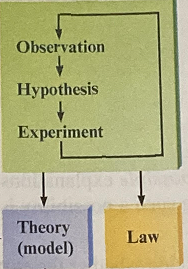 Observation
Hypothesis
Experiment
Theory
(model)
Law